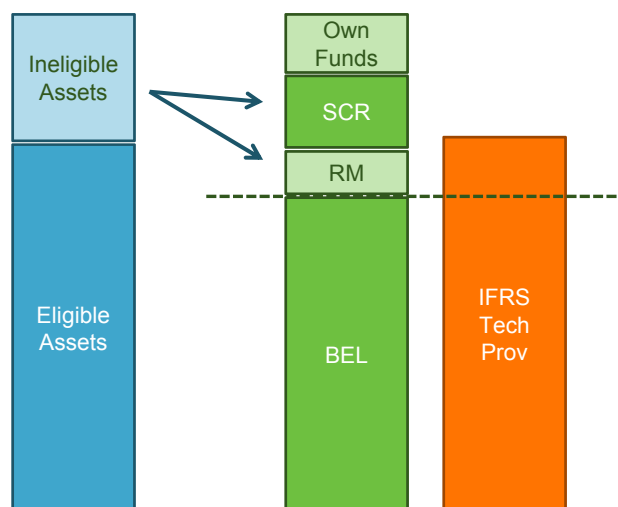 Ineligible
Assets
Eligible
Assets
Own
Funds
SCR
RM
BEL
IFRS
Tech
Prov